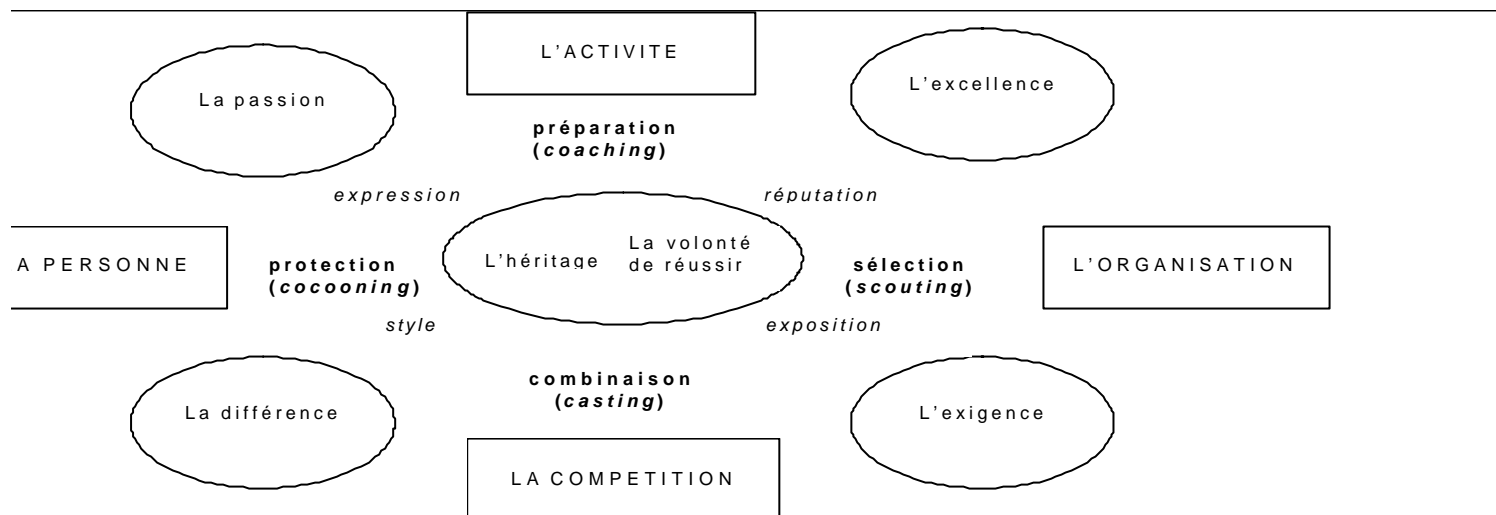 L'ACTIVITE
La passion
L'excellence
préparation
(coaching)
expression
réputation
L'héritage
La volonté
de réussir
A PERSONNE
protection
(cocooning)
sélection
(scouting)
L'ORGANISATION
style
exposition
combinaison
(casting)
La différence
L'exigence
LA COMPETITION